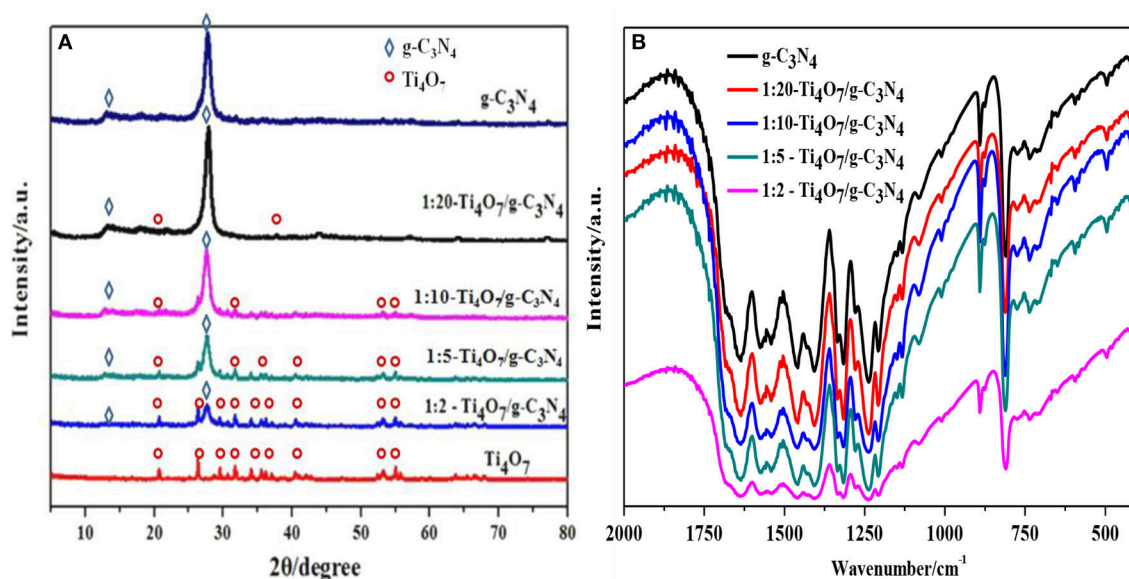 A
g-C₃N₄
Ti₄O₇
g-C₃N₄
1:20-Ti₄O₇/g-C₃N₄
1:10-Ti₄O₇/g-C₃N₄
1:5-Ti₄O₇/g-C₃N₄
1:2 - Ti₄O₇/g-C₃N₄
Ti₄O₇
Intensity/a.u.
10 20 30 40 50 60 70 80
2θ/degree
B
g-C₃N₄
1:20-Ti₄O₇/g-C₃N₄
1:10-Ti₄O₇/g-C₃N₄
1:5 - Ti₄O₇/g-C₃N₄
1:2 - Ti₄O₇/g-C₃N₄
Intensity/a.u.
2000 1750 1500 1250 1000 750 500
Wavenumber/cm⁻¹